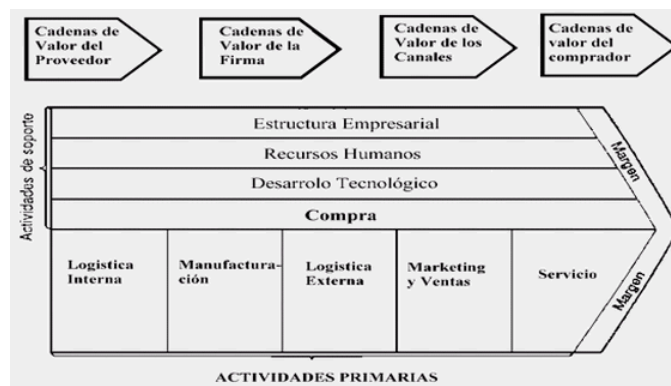 Cadenas de
Valor del
Proveedor
Cadenas de
Valor de la
Firma
Cadenas de
Valor de los
Canales
Cadenas de
valor del
comprador
Actividades de soporte
Estructura Empresarial
Recursos Humanos
Desarrolo Tecnológico
Compra
Margen
Logistica
Interna
Manufactura-
ción
Logistica
Externa
Marketing
y Ventas
Servicio
Margen
ACTIVIDADES PRIMARIAS